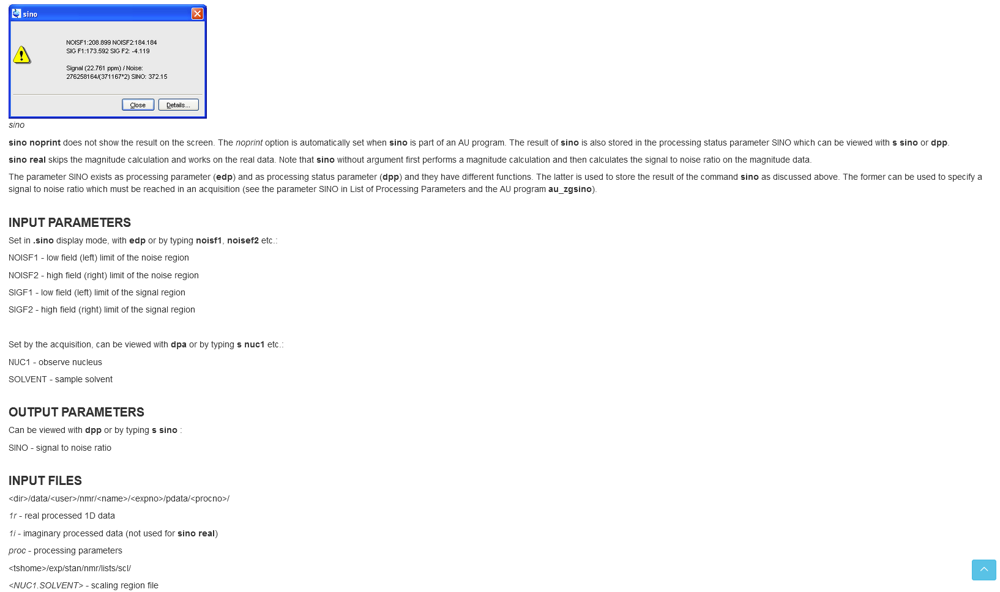 sino
NOISF1:208.899 NOISF2:184.184
SIG F1:173.592 SIG F2: -4.119
Signal (22.761 ppm) / Noise:
276258164/(371167*2) SINO: 372.15
Close Details...
sino
sino noprint does not show the result on the screen. The noprint option is automatically set when sino is part of an AU program. The result of sino is also stored in the processing status parameter SINO which can be viewed with s sino or dpp.
sino real skips the magnitude calculation and works on the real data. Note that sino without argument first performs a magnitude calculation and then calculates the signal to noise ratio on the magnitude data.
The parameter SINO exists as processing parameter (edp) and as processing status parameter (dpp) and they have different functions. The latter is used to store the result of the command sino as discussed above. The former can be used to specify a
signal to noise ratio which must be reached in an acquisition (see the parameter SINO in List of Processing Parameters and the AU program au_zgsino).
INPUT PARAMETERS
Set in .sino display mode, with edp or by typing noisf1, noisef2 etc.:
NOISF1 - low field (left) limit of the noise region
NOISF2 - high field (right) limit of the noise region
SIGF1 - low field (left) limit of the signal region
SIGF2 - high field (right) limit of the signal region
Set by the acquisition, can be viewed with dpa or by typing s nuc1 etc.:
NUC1 - observe nucleus
SOLVENT - sample solvent
OUTPUT PARAMETERS
Can be viewed with dpp or by typing s sino :
SINO - signal to noise ratio
INPUT FILES
<dir>/data/<user>/nmr/<name>/<expno>/pdata/<procno>/
1r - real processed 1D data
1i - imaginary processed data (not used for sino real)
proc - processing parameters
<tshome>/exp/stan/nmr/lists/scl/
<NUC1.SOLVENT> - scaling region file